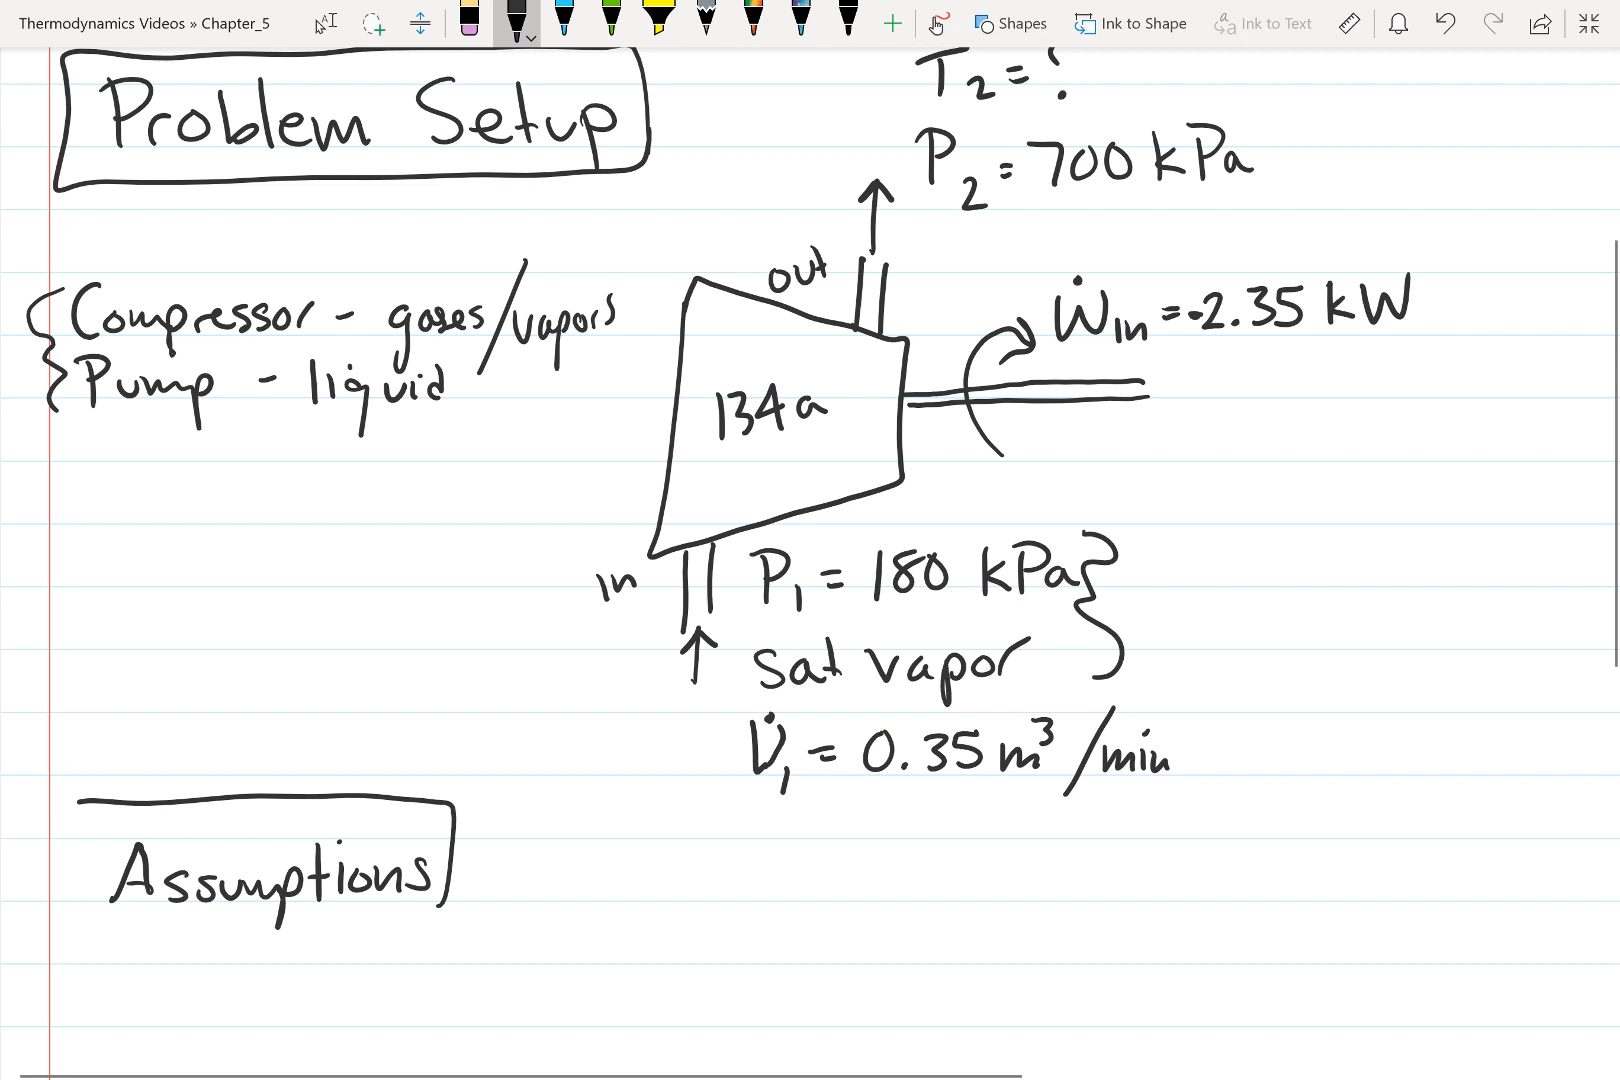 Thermodynamics Videos » Chapter_5
Shapes
Ink to Shape
Ink to Text
Problem Setup
T₂ = ?
P₂ = 700 kPa
out
Ẇin = -2.35 kW
{ Compressor - gases/vapors
Pump - liquid
134a
in
P₁ = 180 kPa }
sat vapor
V̇₁ = 0.35 m³/min
Assumptions